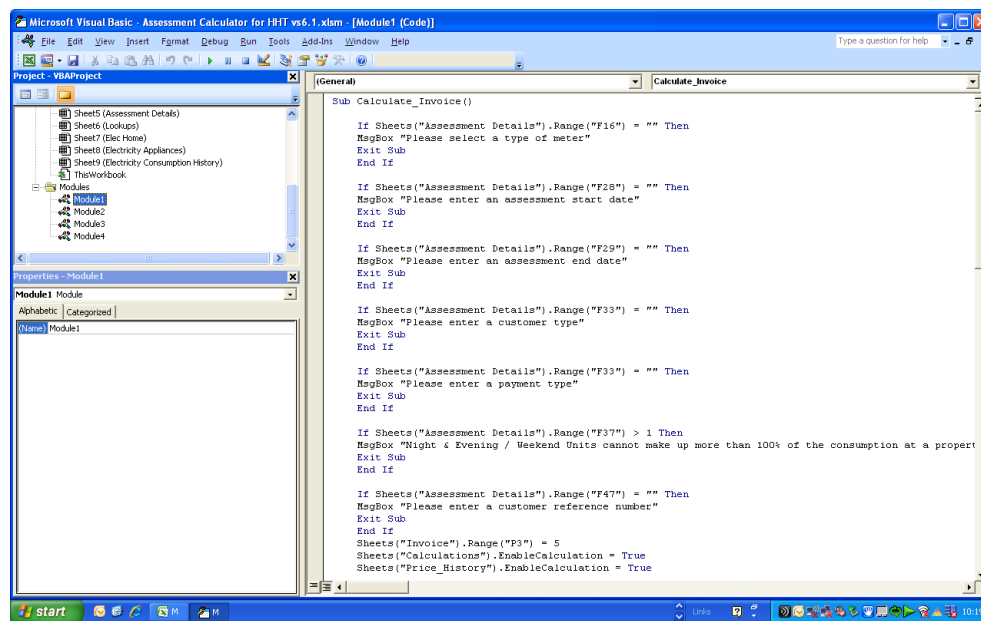 Microsoft Visual Basic - Assessment Calculator for HHT vs6.1.xlsm - [Module1 (Code)]
File Edit View Insert Format Debug Run Tools Add-Ins Window Help
Type a question for help
Project - VBAProject
(General)
Calculate_Invoice
Sheet5 (Assessment Details)
Sheet6 (Lookups)
Sheet7 (Elec Home)
Sheet8 (Electricity Appliances)
Sheet9 (Electricity Consumption History)
ThisWorkbook
Modules
Module1
Module2
Module3
Module4
Properties - Module1
Module1 Module
Alphabetic Categorized
(Name) Module1
Sub Calculate_Invoice()
If Sheets("Assessment Details").Range("F16") = "" Then
MsgBox "Please select a type of meter"
Exit Sub
End If
If Sheets("Assessment Details").Range("F28") = "" Then
MsgBox "Please enter an assessment start date"
Exit Sub
End If
If Sheets("Assessment Details").Range("F29") = "" Then
MsgBox "Please enter an assessment end date"
Exit Sub
End If
If Sheets("Assessment Details").Range("F33") = "" Then
MsgBox "Please enter a customer type"
Exit Sub
End If
If Sheets("Assessment Details").Range("F33") = "" Then
MsgBox "Please enter a payment type"
Exit Sub
End If
If Sheets("Assessment Details").Range("F37") > 1 Then
MsgBox "Night & Evening / Weekend Units cannot make up more than 100% of the consumption at a propert
Exit Sub
End If
If Sheets("Assessment Details").Range("F47") = "" Then
MsgBox "Please enter a customer reference number"
Exit Sub
End If
Sheets("Invoice").Range("P3") = 5
Sheets("Calculations").EnableCalculation = True
Sheets("Price_History").EnableCalculation = True
start
M
M
Links
10:19